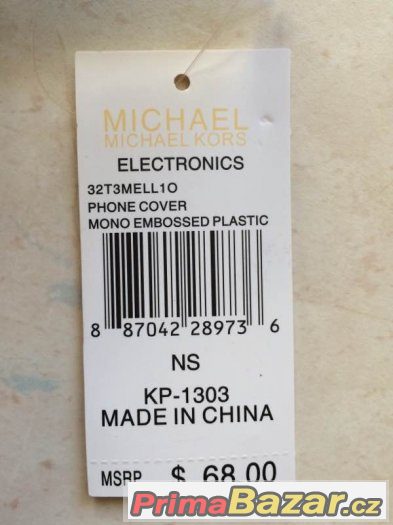 MICHAEL
MICHAEL KORS
ELECTRONICS
32T3MELL1O
PHONE COVER
MONO EMBOSSED PLASTIC
8 87042 28973 6
NS
KP-1303
MADE IN CHINA
MSRP $ 68.00
PrimaBazar.cz